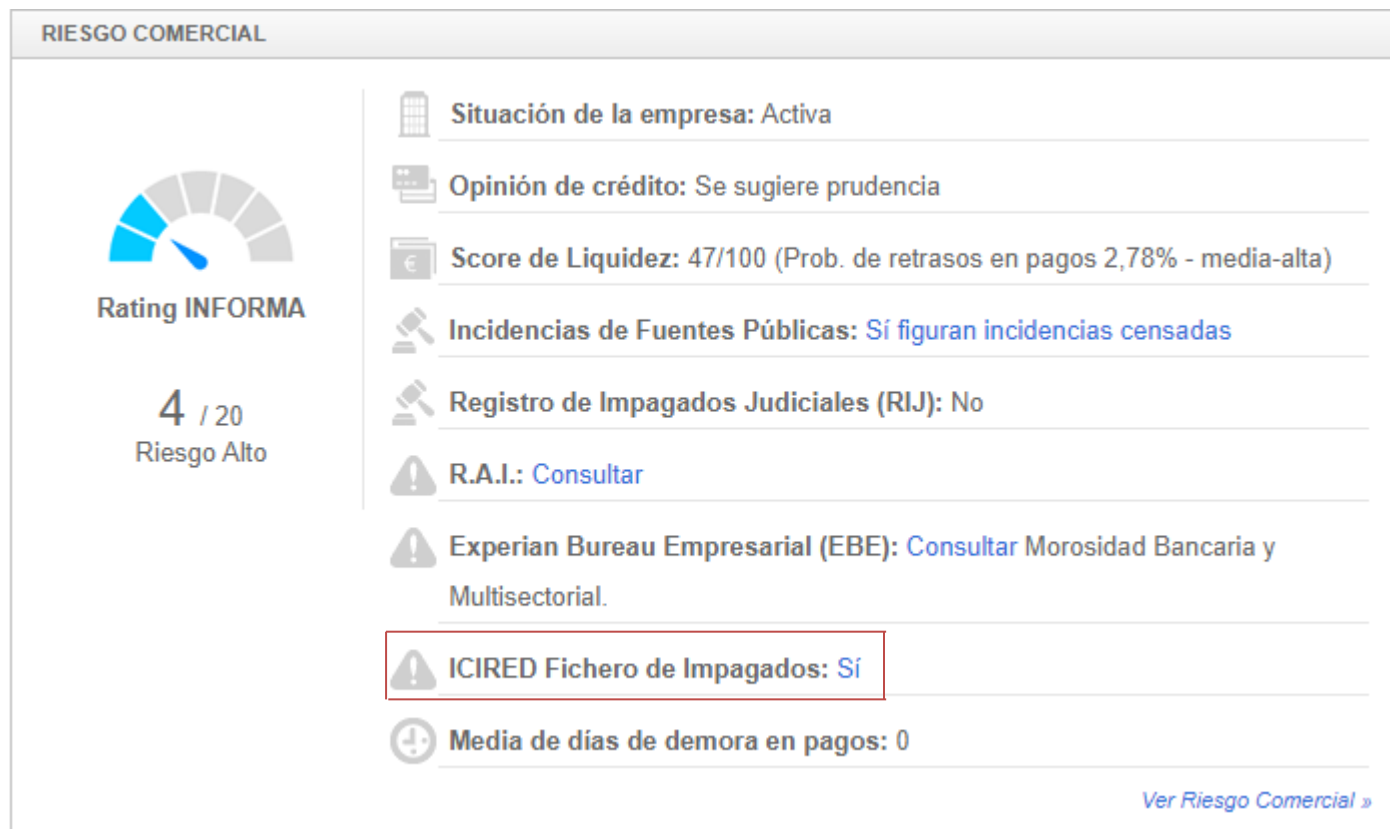 RIESGO COMERCIAL
Situación de la empresa: Activa
Opinión de crédito: Se sugiere prudencia
Score de Liquidez: 47/100 (Prob. de retrasos en pagos 2,78% - media-alta)
Rating INFORMA
Incidencias de Fuentes Públicas: Sí figuran incidencias censadas
4 / 20
Riesgo Alto
Registro de Impagados Judiciales (RIJ): No
R.A.I.: Consultar
Experian Bureau Empresarial (EBE): Consultar Morosidad Bancaria y
Multisectorial.
ICIRED Fichero de Impagados: Sí
Media de días de demora en pagos: 0
Ver Riesgo Comercial »